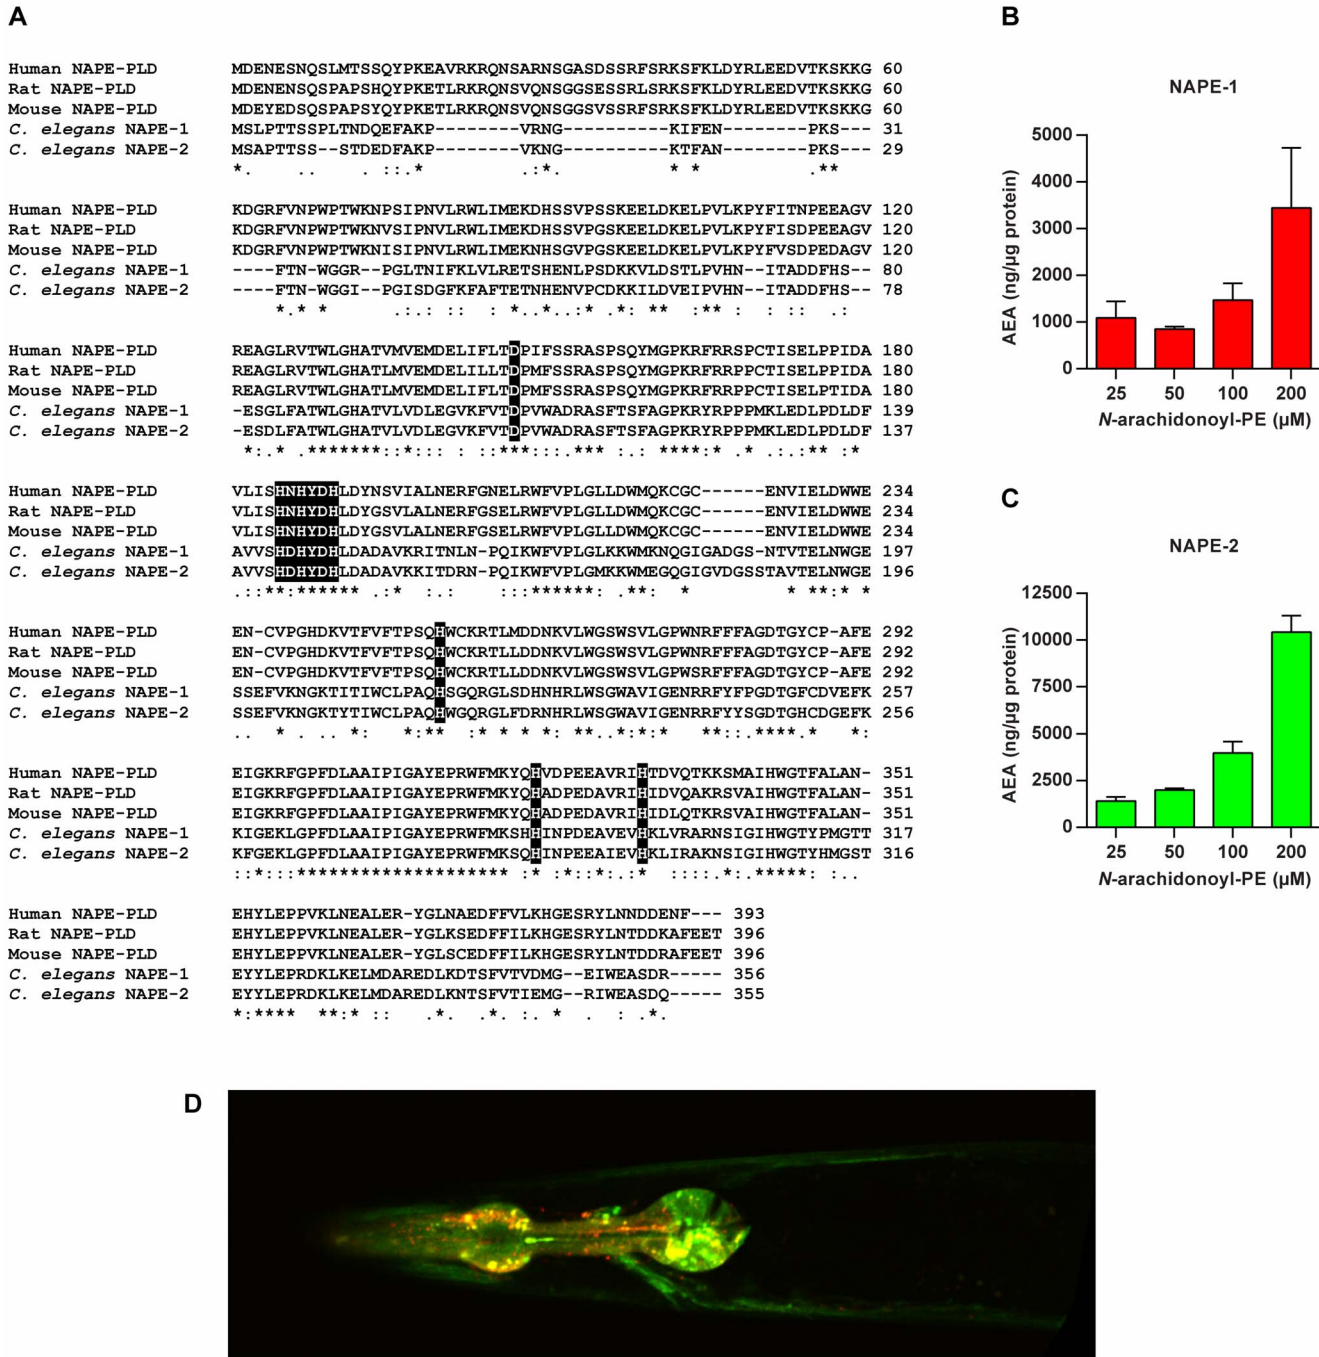 A
Human NAPE-PLD MDENESNQSLMTSSQYPKEAVRKRQNSARNSGASDSSRFSRKSFKLDYRLEEDVTKSKKG 60
Rat NAPE-PLD MDENENSQSPAPSHQYPKETLRKRQNSVQNSGGSESSRLSRKSFKLDYRLEEDVTKSKKG 60
Mouse NAPE-PLD MDEYEDSQSPAPSYQYPKETLRKRQNSVQNSGGSVSSRFSRKSFKLDYRLEEDVTKSKKG 60
C. elegans NAPE-1 MSLPTTSSPLTNDQEFAKP--------VRNG----------KIFEN--------PKS--- 31
C. elegans NAPE-2 MSAPTTSS--STDEDFAKP--------VKNG----------KTFAN--------PKS--- 29
Human NAPE-PLD KDGRFVNPWPTWKNPSIPNVLRWLIMEKDHSSVPSSKEELDKELPVLKPYFITNPEEAGV 120
Rat NAPE-PLD KDGRFVNPWPTWKNVSIPNVLRWLIMEKDHSSVPGSKEELDKELPVLKPYFITDPEEAGV 120
Mouse NAPE-PLD KDGRFVNPWPTWKNISIPNVLRWLIMEKNHSGVPGSKEELDKELPVLKPYFVSDPEDAGV 120
C. elegans NAPE-1 ----FTN-WGGR--PGLTNIFKLVLRETSHENLPSDKKVLDSTLPVHN--ITADDFHS-- 80
C. elegans NAPE-2 ----FTN-WGGI--PGISDGFKFAFTETNHENVPCDKKILDVEIPVHN--ITADDFHS-- 78
Human NAPE-PLD REAGLRVTWLGHATVMVEMDELIFLTDPIFSSRASPSQYMGPKRFRRSPCTISELPPIDA 180
Rat NAPE-PLD REAGLRVTWLGHATLMVEMDELILLTDPMFSSRASPSQYMGPKRFRRPPCTISELPPIDA 180
Mouse NAPE-PLD REAGLRVTWLGHATLMVEMDELIFLTDPMFSSRASPSQYMGPKRFRRPPCTISELPTIDA 180
C. elegans NAPE-1 -ESGLFATWLGHATVLVDLEGVKFVTDPVWADRASFTSFAGPKRYRPPPMKLEDLPDLDF 139
C. elegans NAPE-2 -ESDLFATWLGHATVLVDLEGVKFVTDPVWADRASFTSFAGPKRYRPPPMKLEDLPDLDF 137
Human NAPE-PLD VLISHNHYDHLDYNSVIALNERFGNELRWFVPLGLLDWMQKCGC------ENVIELDWWE 234
Rat NAPE-PLD VLISHNHYDHLDYGSVLALNERFGSELRWFVPLGLLDWMQKCGC------ENVIELDWWE 234
Mouse NAPE-PLD VLISHNHYDHLDYGSVLALNERFGSELRWFVPLGLLDWMQKCGC------ENVIELDWWE 234
C. elegans NAPE-1 AVVSHDHYDHLDADAVKRITNLN-PQIKWFVPLGLKKWMKNQGIGADGS-NTVTELNWGE 197
C. elegans NAPE-2 AVVSHDHYDHLDADAVKKITDRN-PQIKWFVPLGMKKWMEGQGIGVDGSSTAVTELNWGE 196
Human NAPE-PLD EN-CVPGHDKVTFVFTPSQHWCKRTLMDDNKVLWGSWSVLGPWNRFFFAGDTGYCP-AFE 292
Rat NAPE-PLD EN-CVPGHDKVTFVFTPSQHWCKRTLLDDNKVLWGSWSVLGPWNRFFFAGDTGYCP-AFE 292
Mouse NAPE-PLD EN-CVPGHDKVTFVFTPSQHWCKRTLLDDNKVLWGSWSVLGPWSRFFFAGDTGYCP-AFE 292
C. elegans NAPE-1 SSEFVKNGKTITIWCLPAQHSGQRGLSDHNHRLWSGWAVIGENRRFYFPGDTGFCDVEFK 257
C. elegans NAPE-2 SSEFVKNGKTYTIWCLPAQHWGQRGLFDRNHRLWSGWAVIGENRRFYYSGDTGHCDGEFK 256
Human NAPE-PLD EIGKRFGPFDLAAIPIGAYEPRWFMKYQHVDPEEAVRIHTDVQTKKSMAIHWGTFALAN- 351
Rat NAPE-PLD EIGKRFGPFDLAAIPIGAYEPRWFMKYQHADPEDAVRIHIDVQAKRSVAIHWGTFALAN- 351
Mouse NAPE-PLD EIGKRFGPFDLAAIPIGAYEPRWFMKYQHADPEDAVRIHIDLQTKRSVAIHWGTFALAN- 351
C. elegans NAPE-1 KIGEKLGPFDLAAIPIGAYEPRWFMKSHHINPDEAVEVHKLVRARNSIGIHWGTYPMGTT 317
C. elegans NAPE-2 KFGEKLGPFDLAAIPIGAYEPRWFMKSQHINPEEAIEVHKLIRAKNSIGIHWGTYHMGST 316
Human NAPE-PLD EHYLEPPVKLNEALER-YGLNAEDFFVLKHGESRYLNNDDENF--- 393
Rat NAPE-PLD EHYLEPPVKLNEALER-YGLKSEDFFILKHGESRYLNTDDKAFEET 396
Mouse NAPE-PLD EHYLEPPVKLNEALER-YGLSCEDFFILKHGESRYLNTDDRAFEET 396
C. elegans NAPE-1 EYYLEPRDKLKELMDAREDLKDTSFVTVDMG--EIWEASDR----- 356
C. elegans NAPE-2 EYYLEPRDKLKELMDAREDLKNTSFVTIEMG--RIWEASDQ----- 355
B
NAPE-1
AEA (ng/µg protein)
5000
4000
3000
2000
1000
0
25 50 100 200
N-arachidonoyl-PE (µM)
C
NAPE-2
AEA (ng/µg protein)
12500
10000
7500
5000
2500
0
25 50 100 200
N-arachidonoyl-PE (µM)
D